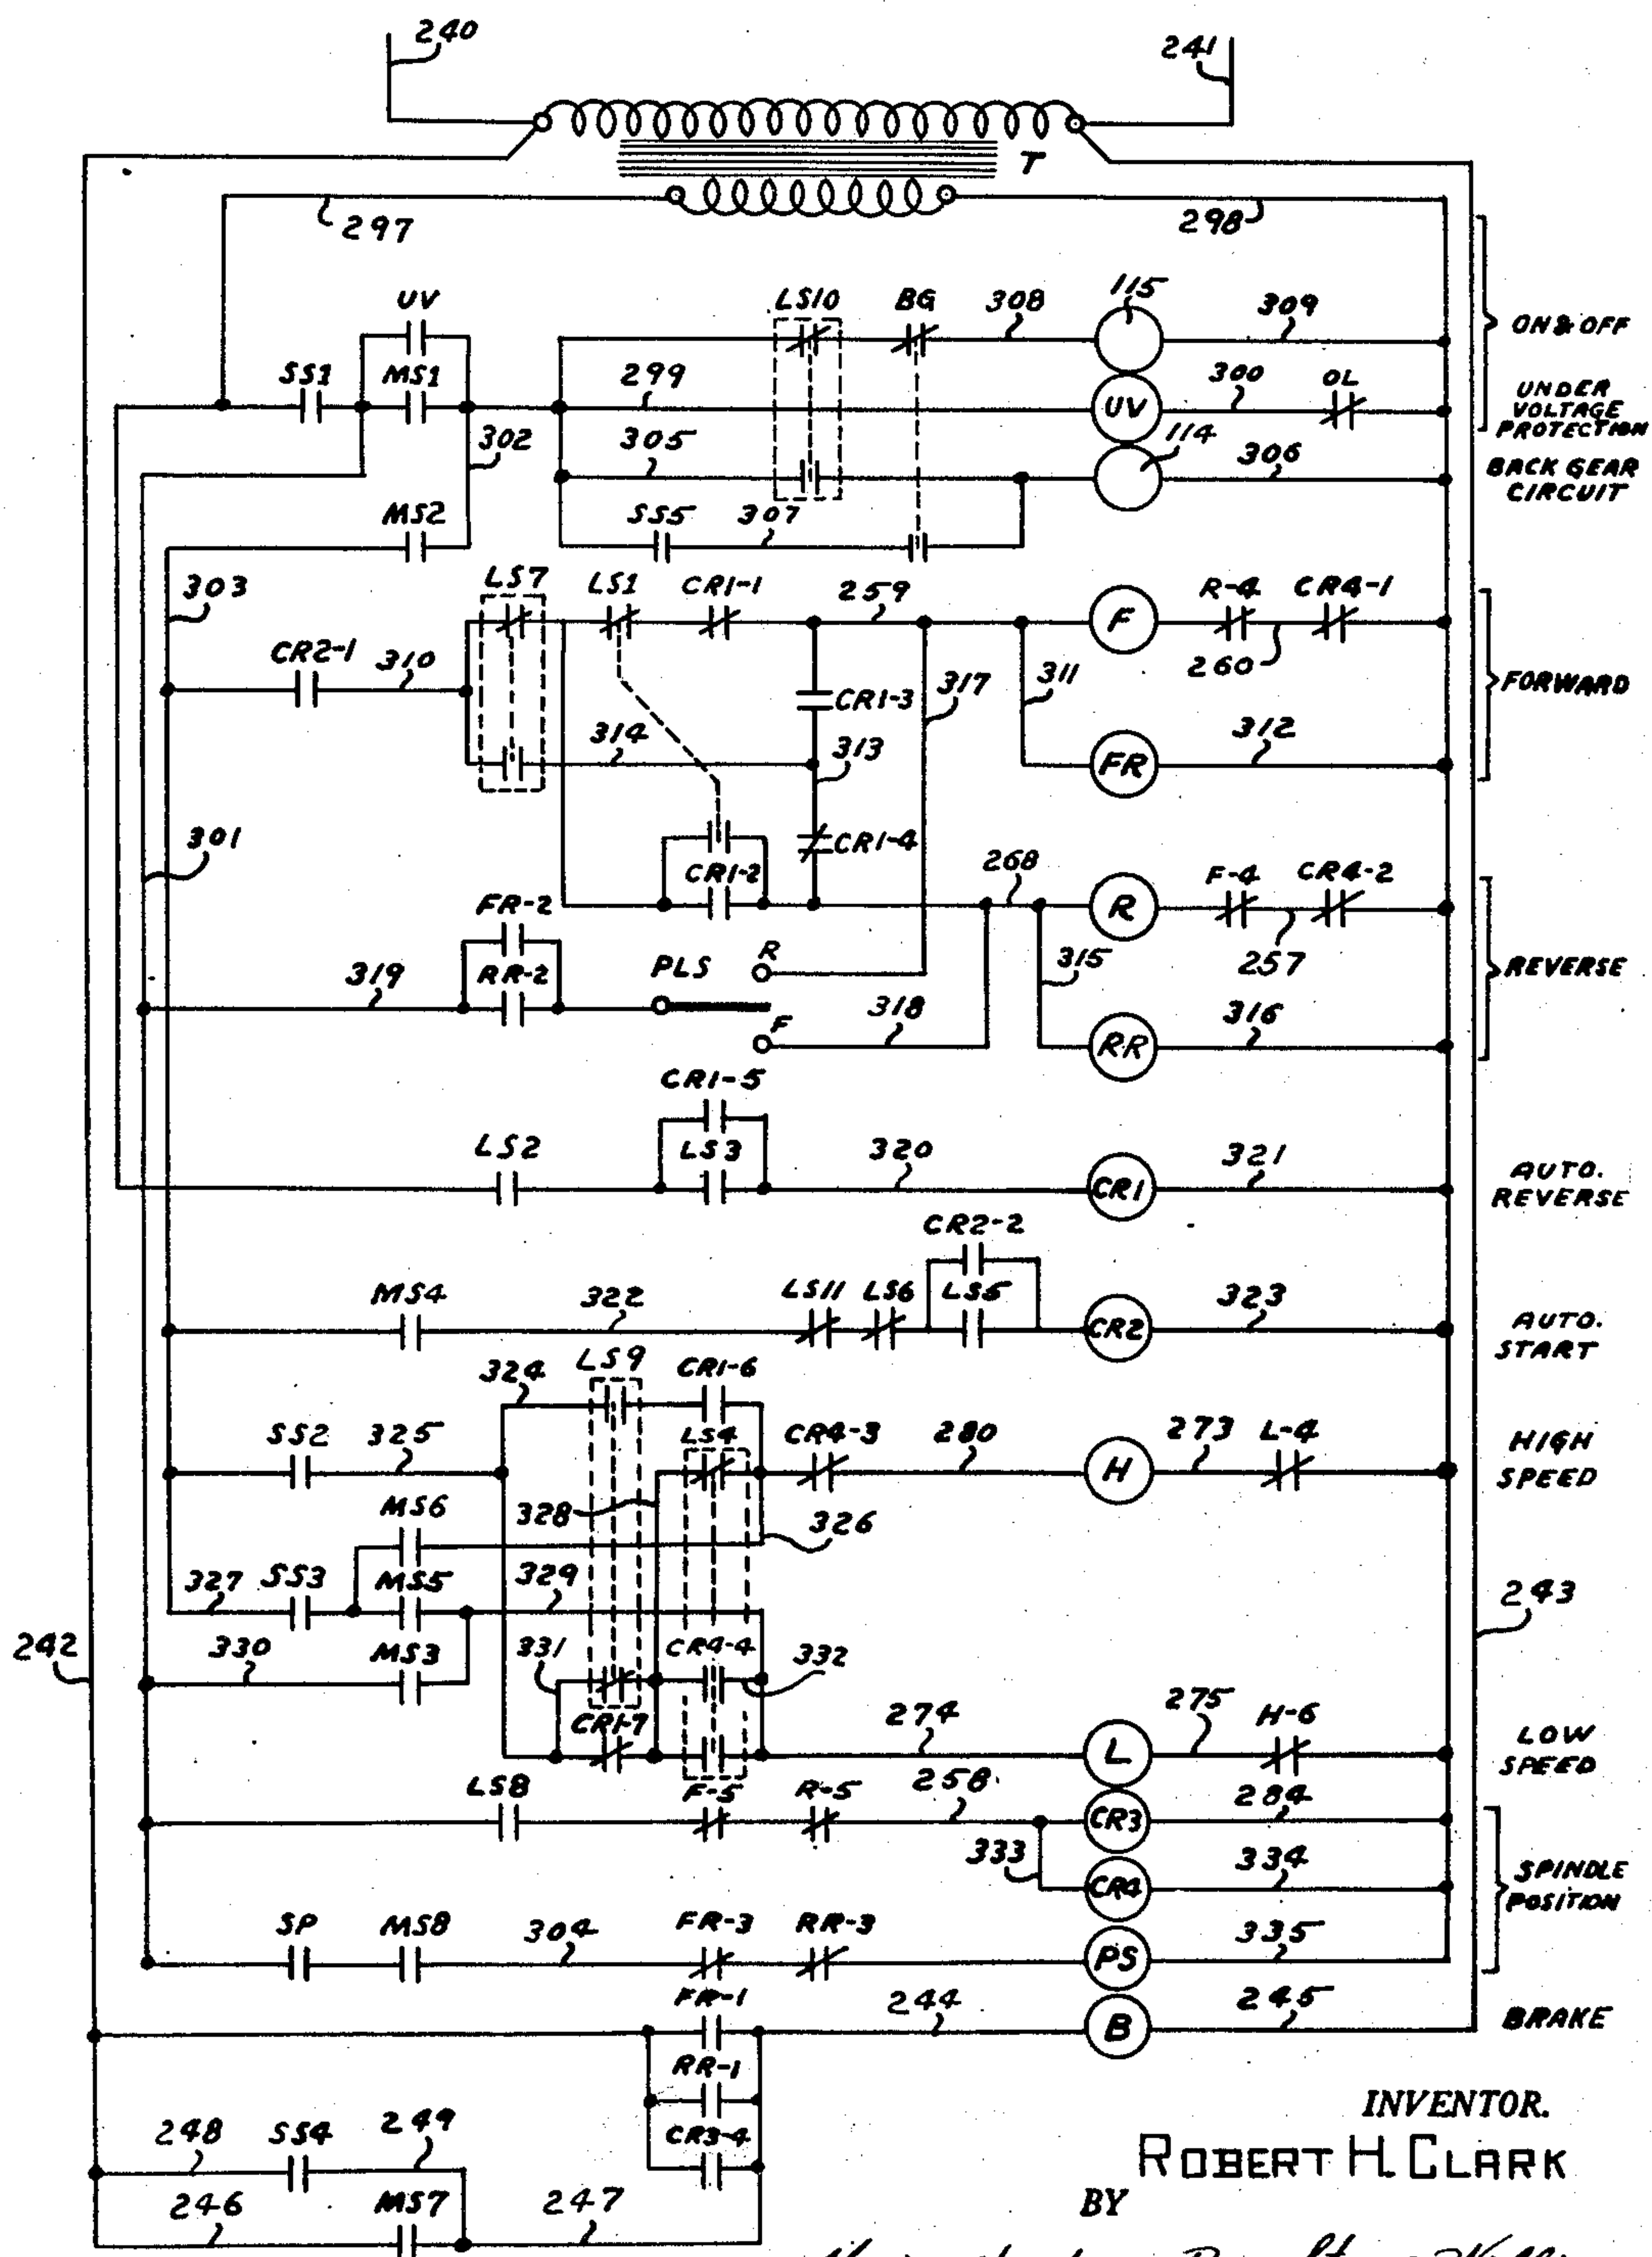 240
241
T
297
298
UV
LS10
BG
308
115
309
ON & OFF
SS1
MS1
299
UV
300
OL
UNDER
VOLTAGE
PROTECTION
302
305
114
306
BACK GEAR
CIRCUIT
MS2
SS5
307
303
LS7
LS1
CR1-1
259
F
R-4
CR4-1
260
CR2-1
310
CR1-3
317
311
FORWARD
314
313
FR
312
301
CR1-2
CR1-4
268
R
F-4
CR4-2
257
FR-2
319
RR-2
PLS
R
F
318
315
REVERSE
RR
316
CR1-5
LS2
LS3
320
CR1
321
AUTO.
REVERSE
CR2-2
MS4
322
LS11
LS6
LS5
CR2
323
AUTO.
START
324
LS9
CR1-6
SS2
325
LS4
CR4-3
280
H
273
L-4
HIGH
SPEED
328
MS6
326
327
SS3
MS5
329
243
242
330
MS3
331
CR4-4
332
CR1-7
274
L
275
H-6
LOW
SPEED
LS8
F-5
R-5
258
CR3
284
333
CR4
334
SPINDLE
POSITION
SP
MS8
304
FR-3
RR-3
PS
335
FR-1
244
B
245
BRAKE
RR-1
CR3-4
248
SS4
249
246
MS7
247
INVENTOR.
ROBERT H. CLARK
BY